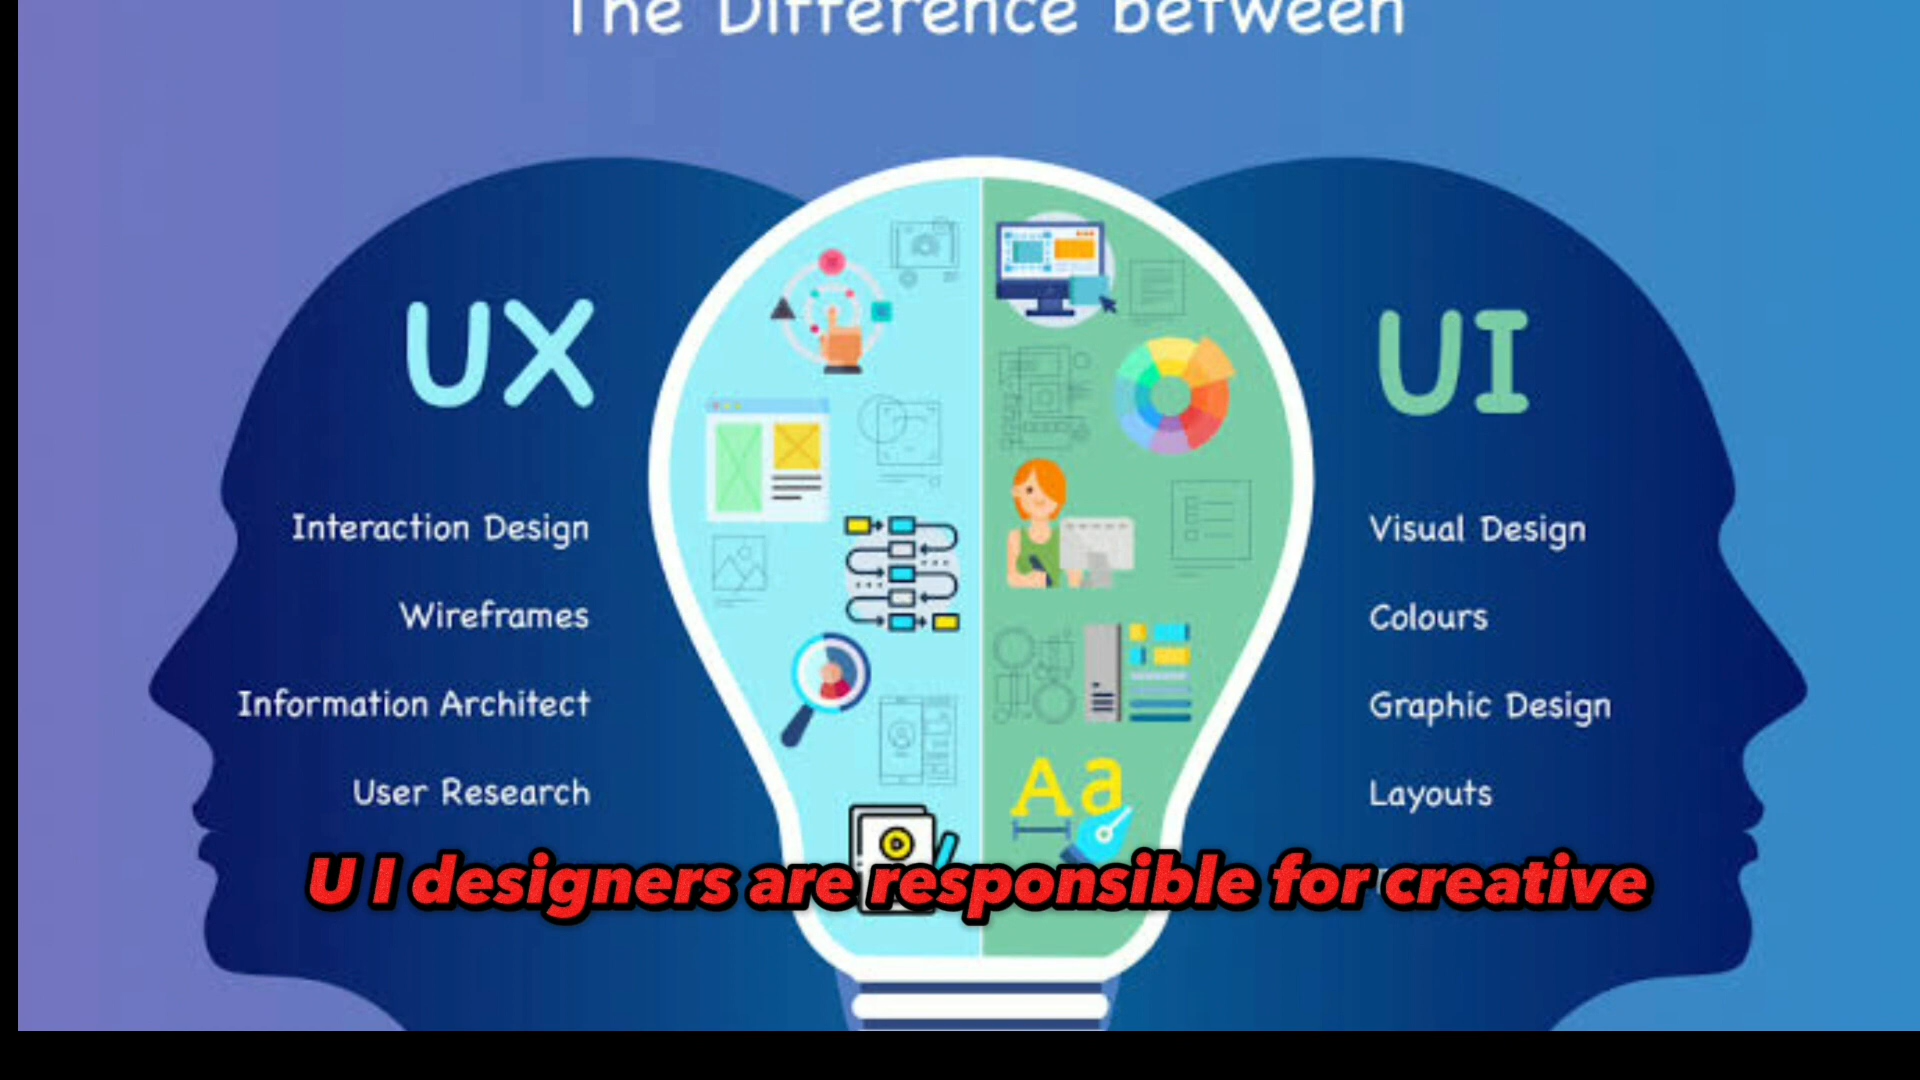 The Difference between
UX
UI
Interaction Design
Wireframes
Information Architect
User Research
Visual Design
Colours
Graphic Design
Layouts
Aa
U I designers are responsible for creative